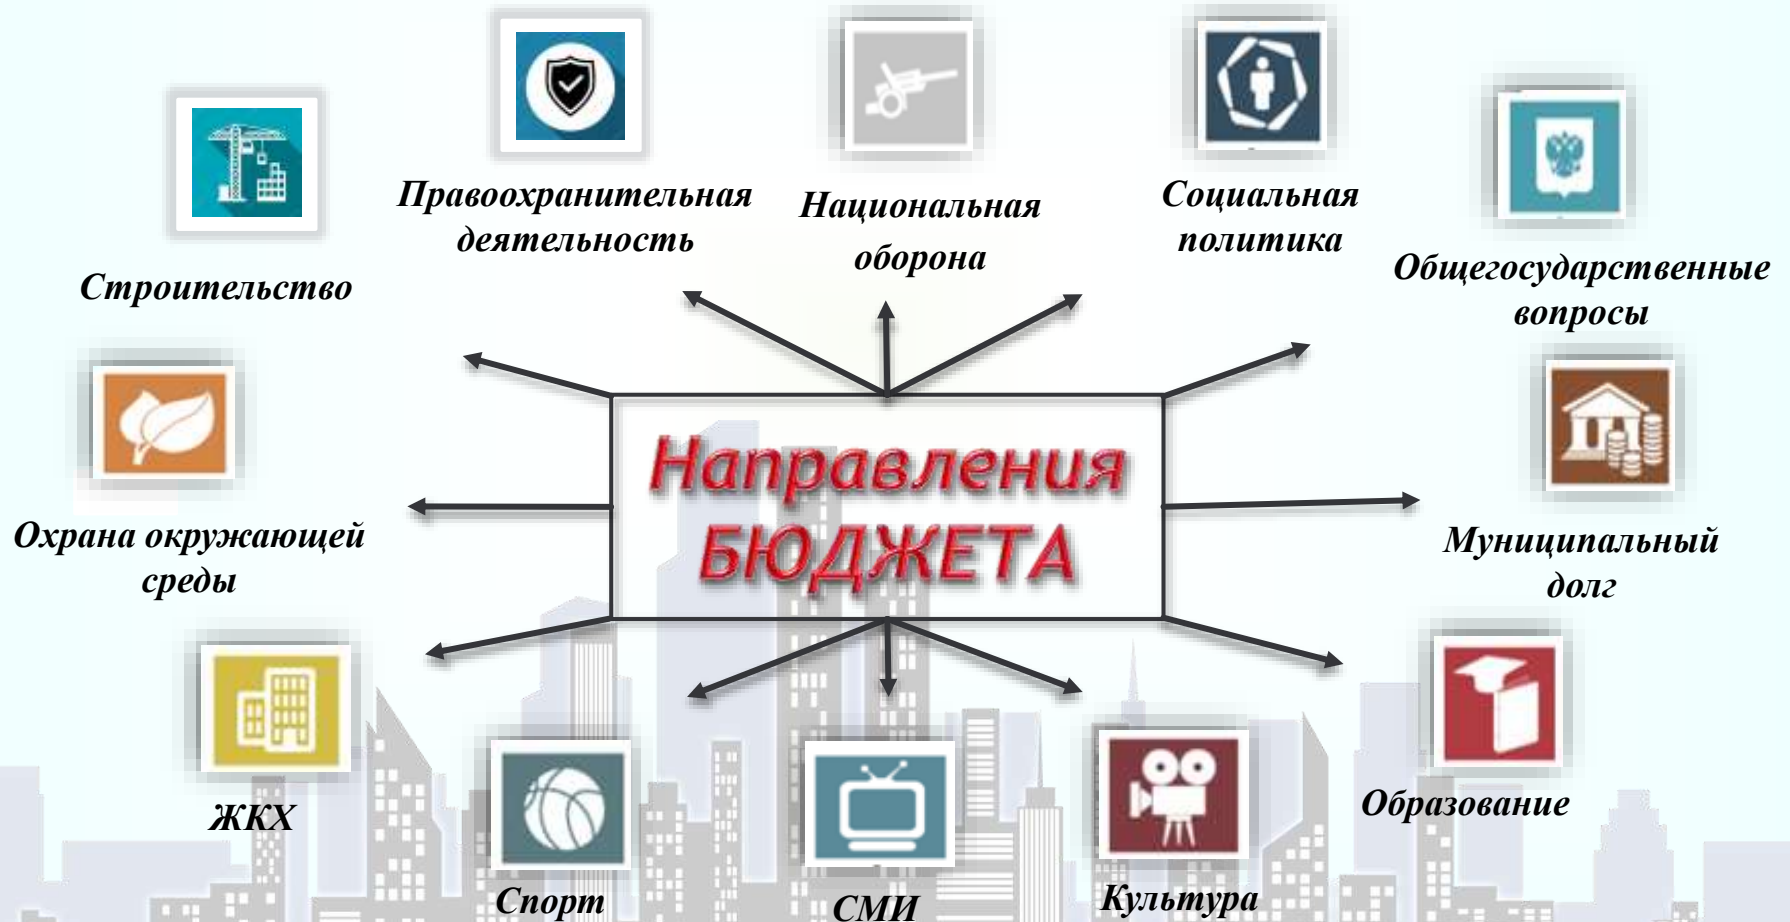 Правоохранительная
деятельность
Национальная
оборона
Социальная
политика
Общегосударственные
вопросы
Строительство
Направления
БЮДЖЕТА
Охрана окружающей
среды
Муниципальный
долг
ЖКХ
Образование
Спорт
СМИ
Культура